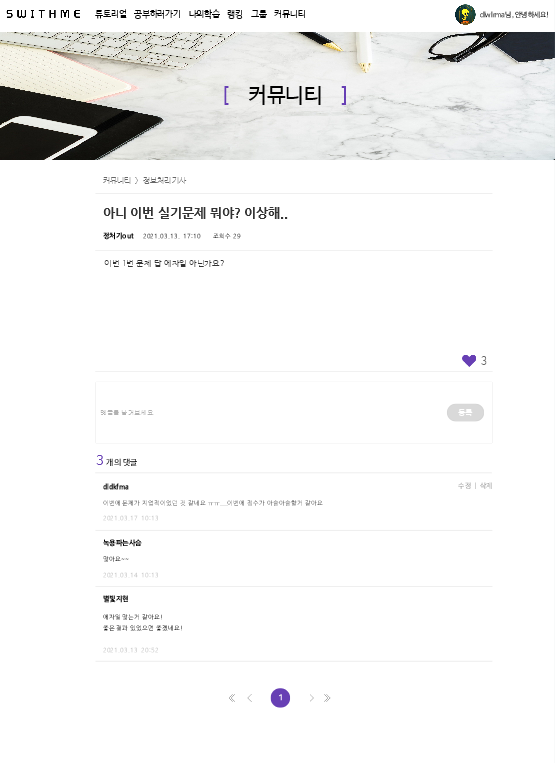 SWITHME 튜토리얼 공부하러가기 나의학습 랭킹 그룹 커뮤니티 diwlrma님, 안녕하세요!
[ 커뮤니티 ]
커뮤니티 > 정보처리기사
아니 이번 실기문제 뭐야? 이상해..
정처기out 2021.03.13. 17:10 조회수 29
이번 1번 문제 답 애자일 아닌가요?
3
댓글을 남겨보세요
등록
3 개의 댓글
didkfma 수정 | 삭제
이번에 문제가 지엽적이었던 것 같네요 ㅠㅠ...이번에 점수가 아슬아슬할거 같아요
2021.03.17. 10:13
녹용파는사슴
맞아요~~
2021.03.14. 10:13
별빛지현
애자일 맞는거 같아요!
좋은 결과 있었으면 좋겠네요!
2021.03.13. 20:52
1